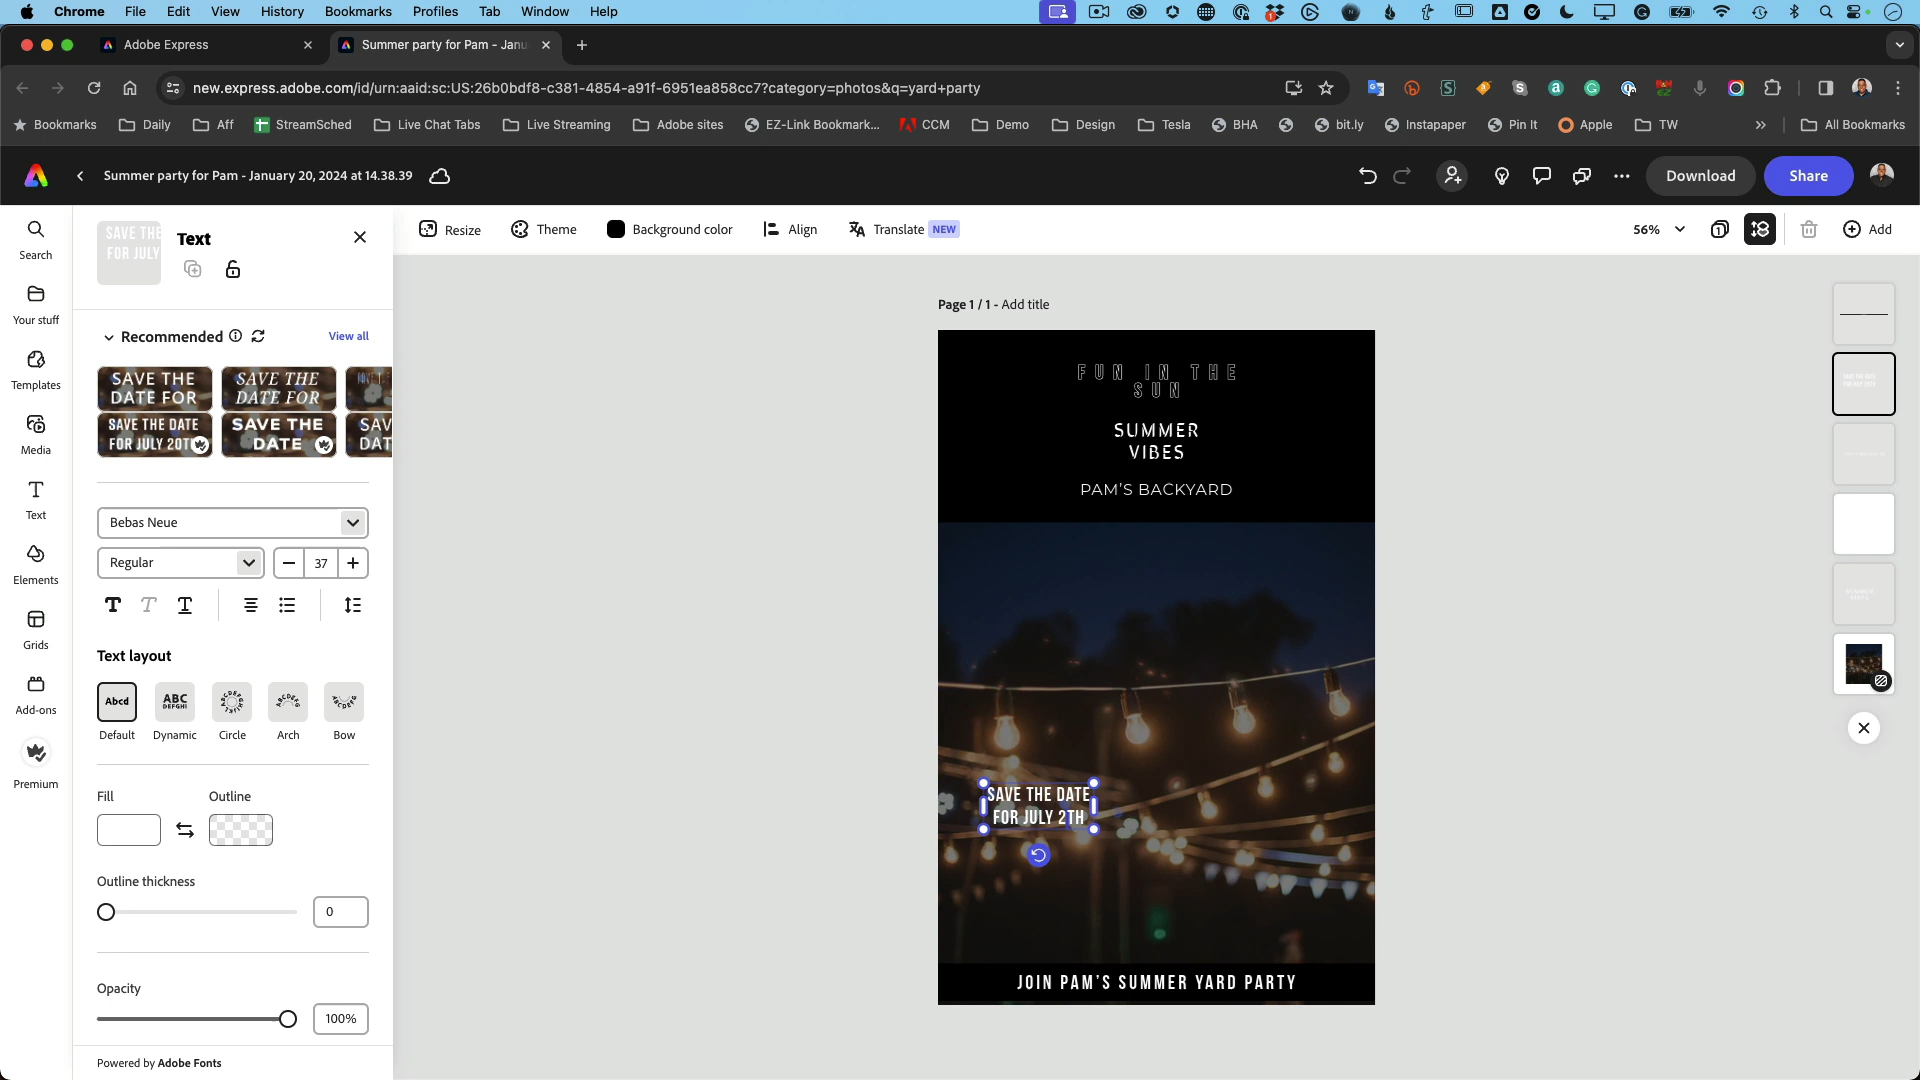 Chrome File Edit View History Bookmarks Profiles Tab Window Help
Adobe Express
Summer party for Pam - Janu
new.express.adobe.com/id/urn:aaid:sc:US:26b0bdf8-c381-4854-a91f-6951ea858cc7?category=photos&q=yard+party
Bookmarks Daily Aff StreamSched Live Chat Tabs Live Streaming Adobe sites EZ-Link Bookmark... CCM Demo Design Tesla BHA bit.ly Instapaper Pin It Apple TW » All Bookmarks
Summer party for Pam - January 20, 2024 at 14.38.39
Download
Share
Resize Theme Background color Align Translate NEW
56%
1
Add
Search
Your stuff
Templates
Media
Text
Elements
Grids
Add-ons
Premium
SAVE THE
FOR JULY
Text
Recommended
View all
SAVE THE
DATE FOR
SAVE THE
DATE FOR
SAVE THE DATE
FOR JULY 20TH
SAVE THE
DATE
SAV
DAT
Bebas Neue
Regular
37
Text layout
Abcd
ABC
DEFGHI
Default Dynamic Circle Arch Bow
Fill Outline
Outline thickness
0
Opacity
100%
Powered by Adobe Fonts
Page 1 / 1 - Add title
FUN IN THE
SUN
SUMMER
VIBES
PAM'S BACKYARD
SAVE THE DATE
FOR JULY 2TH
JOIN PAM'S SUMMER YARD PARTY